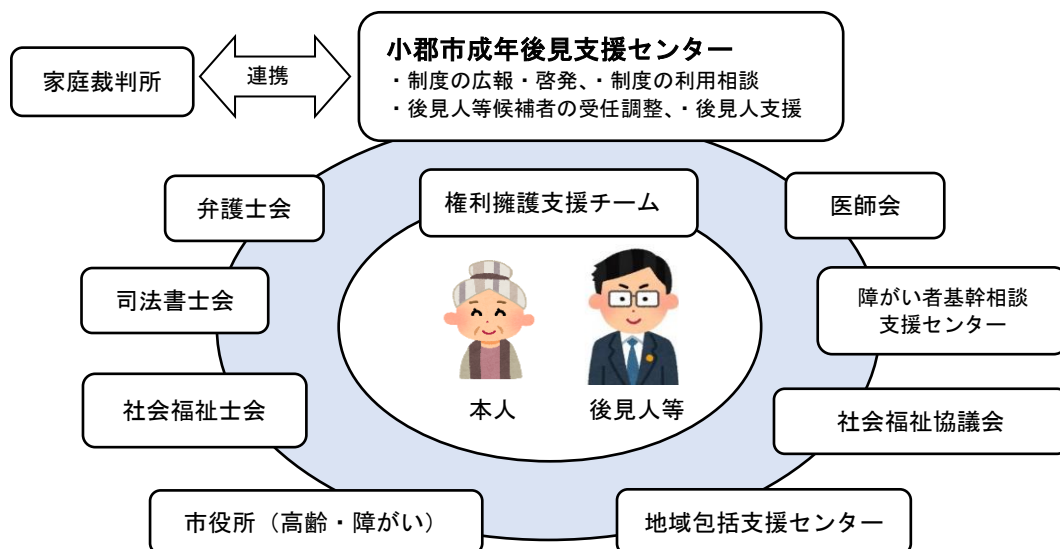 小郡市成年後見支援センター
・制度の広報・啓発、・制度の利用相談
・後見人等候補者の受任調整、・後見人支援
家庭裁判所
連携
弁護士会
権利擁護支援チーム
医師会
司法書士会
障がい者基幹相談
支援センター
社会福祉士会
本人
後見人等
社会福祉協議会
市役所（高齢・障がい）
地域包括支援センター